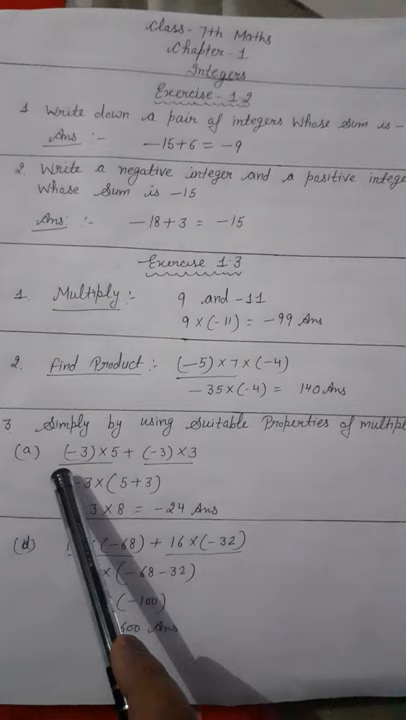 Class - 7th Maths
Chapter - 1
Integers
Exercise - 1.2
1 Write down a pair of integers whose sum is -
Ans :- -15+6 = -9
2. Write a negative integer and a positive intege
whose sum is -15
Ans :- -18+3 = -15
Exercise 1.3
1. Multiply :- 9 and -11
9 × (-11) = -99 Ans
2. Find Product :- (-5) × 7 × (-4)
-35 × (-4) = 140 Ans
3 Simply by using suitable Properties of multipl
(a) (-3) × 5 + (-3) × 3
-3 × (5+3)
3 × 8 = -24 Ans
(d) (-68) + 16 × (-32)
× (-68-32)
(-100)
600 Ans